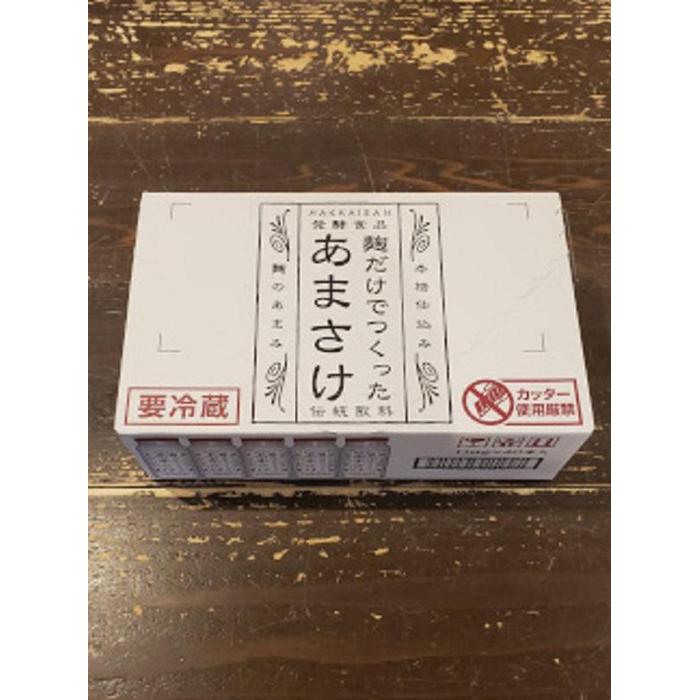 HAKKAISAN
発酵食品
麹だけでつくった
あまさけ
伝統飲料
本格仕込み
麹のあまみ
要冷蔵
カッター
使用厳禁